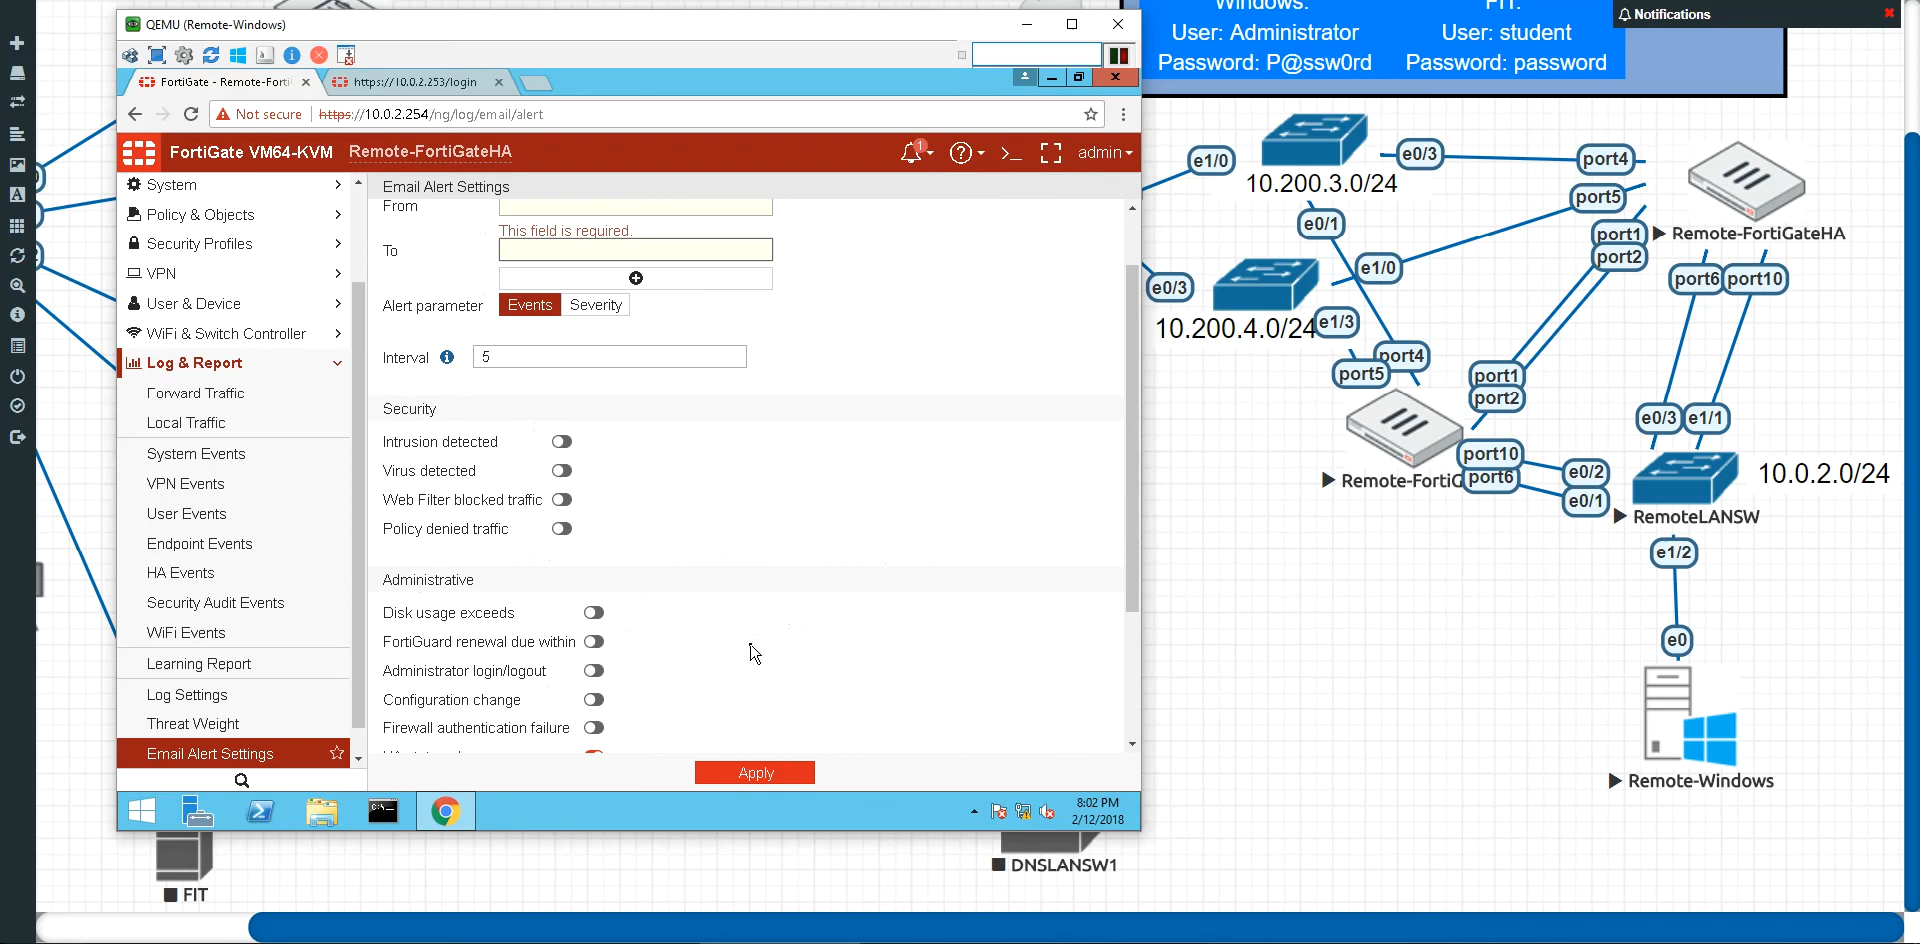 QEMU (Remote-Windows)
FortiGate - Remote-Forti
https://10.0.2.253/login
Not secure
https://10.0.2.254/ng/log/email/alert
FortiGate VM64-KVM
Remote-FortiGateHA
1
admin
System
Policy & Objects
Security Profiles
VPN
User & Device
WiFi & Switch Controller
Log & Report
Forward Traffic
Local Traffic
System Events
VPN Events
User Events
Endpoint Events
HA Events
Security Audit Events
WiFi Events
Learning Report
Log Settings
Threat Weight
Email Alert Settings
Email Alert Settings
From
This field is required.
To
Alert parameter
Events
Severity
Interval
5
Security
Intrusion detected
Virus detected
Web Filter blocked traffic
Policy denied traffic
Administrative
Disk usage exceeds
FortiGuard renewal due within
Administrator login/logout
Configuration change
Firewall authentication failure
Apply
8:02 PM
2/12/2018
Windows:
User: Administrator
Password: P@ssw0rd
FIT:
User: student
Password: password
Notifications
e1/0
e0/3
port4
10.200.3.0/24
port5
e0/1
port1
Remote-FortiGateHA
port2
e1/0
e0/3
port6
port10
10.200.4.0/24
e1/3
port4
port5
port1
port2
e0/3
e1/1
port10
e0/2
10.0.2.0/24
Remote-FortiG
port6
e0/1
RemoteLANSW
e1/2
e0
Remote-Windows
DNSLANSW1
FIT